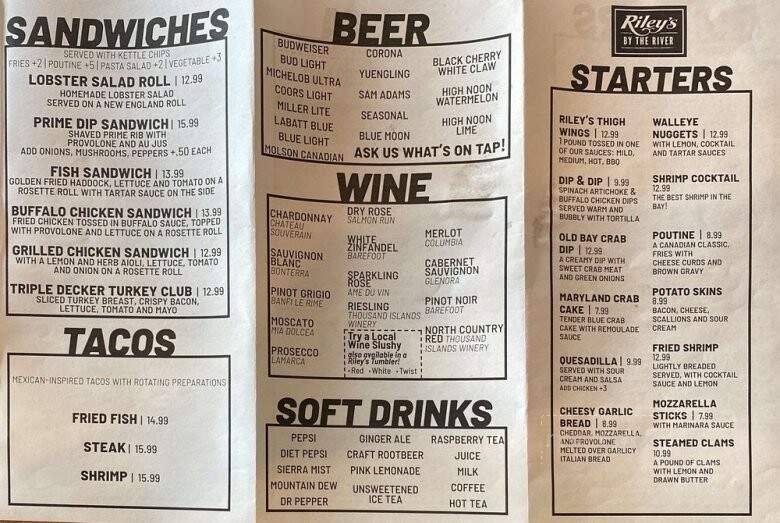 SANDWICHES
SERVED WITH KETTLE CHIPS
FRIES +2 | POUTINE +5 | PASTA SALAD +2 | VEGETABLE +3
LOBSTER SALAD ROLL | 12.99
HOMEMADE LOBSTER SALAD
SERVED ON A NEW ENGLAND ROLL
PRIME DIP SANDWICH | 15.99
SHAVED PRIME RIB WITH
PROVOLONE AND AU JUS
ADD ONIONS, MUSHROOMS, PEPPERS +.50 EACH
FISH SANDWICH | 13.99
GOLDEN FRIED HADDOCK, LETTUCE AND TOMATO ON A
ROSETTE ROLL WITH TARTAR SAUCE ON THE SIDE
BUFFALO CHICKEN SANDWICH | 13.99
FRIED CHICKEN TOSSED IN BUFFALO SAUCE, TOPPED
WITH PROVOLONE AND LETTUCE ON A ROSETTE ROLL
GRILLED CHICKEN SANDWICH | 12.99
WITH A LEMON AND HERB AIOLI, LETTUCE, TOMATO
AND ONION ON A ROSETTE ROLL
TRIPLE DECKER TURKEY CLUB | 12.99
SLICED TURKEY BREAST, CRISPY BACON,
LETTUCE, TOMATO AND MAYO
TACOS
MEXICAN-INSPIRED TACOS WITH ROTATING PREPARATIONS
FRIED FISH | 14.99
STEAK | 15.99
SHRIMP | 15.99
BEER
BUDWEISER
BUD LIGHT
MICHELOB ULTRA
COORS LIGHT
MILLER LITE
LABATT BLUE
BLUE LIGHT
MOLSON CANADIAN
CORONA
YUENGLING
SAM ADAMS
SEASONAL
BLUE MOON
BLACK CHERRY
WHITE CLAW
HIGH NOON
WATERMELON
HIGH NOON
LIME
ASK US WHAT'S ON TAP!
WINE
CHARDONNAY
CHATEAU
SOUVERAIN
SAUVIGNON
BLANC
BONTERRA
PINOT GRIGIO
BANFI LE RIME
MOSCATO
MIA DOLCEA
PROSECCO
LAMARCA
DRY ROSE
SALMON RUN
WHITE
ZINFANDEL
BAREFOOT
SPARKLING
ROSE
AME DU VIN
RIESLING
THOUSAND ISLANDS
WINERY
Try a Local
Wine Slushy
also available in a
Riley's Tumbler!
•Red •White •Twist
MERLOT
COLUMBIA
CABERNET
SAUVIGNON
GLENORA
PINOT NOIR
BAREFOOT
NORTH COUNTRY
RED THOUSAND
ISLANDS WINERY
SOFT DRINKS
PEPSI
DIET PEPSI
SIERRA MIST
MOUNTAIN DEW
DR PEPPER
GINGER ALE
CRAFT ROOTBEER
PINK LEMONADE
UNSWEETENED
ICE TEA
RASPBERRY TEA
JUICE
MILK
COFFEE
HOT TEA
Riley's
BY THE RIVER
STARTERS
RILEY'S THIGH
WINGS | 12.99
1 POUND TOSSED IN ONE
OF OUR SAUCES: MILD,
MEDIUM, HOT, BBQ
DIP & DIP | 9.99
SPINACH ARTICHOKE &
BUFFALO CHICKEN DIPS
SERVED WARM AND
BUBBLY WITH TORTILLA
OLD BAY CRAB
DIP | 12.99
A CREAMY DIP WITH
SWEET CRAB MEAT
AND GREEN ONIONS
MARYLAND CRAB
CAKE | 7.99
TENDER BLUE CRAB
CAKE WITH REMOULADE
SAUCE
QUESADILLA | 9.99
SERVED WITH SOUR
CREAM AND SALSA
ADD CHICKEN +3
CHEESY GARLIC
BREAD | 8.99
CHEDDAR, MOZZARELLA,
AND PROVOLONE
MELTED OVER GARLICY
ITALIAN BREAD
WALLEYE
NUGGETS | 12.99
WITH LEMON, COCKTAIL
AND TARTAR SAUCES
SHRIMP COCKTAIL
12.99
THE BEST SHRIMP IN THE
BAY!
POUTINE | 8.99
A CANADIAN CLASSIC,
FRIES WITH
CHEESE CURDS AND
BROWN GRAVY
POTATO SKINS
8.99
BACON, CHEESE,
SCALLIONS AND SOUR
CREAM
FRIED SHRIMP
12.99
LIGHTLY BREADED
SERVED, WITH COCKTAIL
SAUCE AND LEMON
MOZZARELLA
STICKS | 7.99
WITH MARINARA SAUCE
STEAMED CLAMS
10.99
A POUND OF CLAMS
WITH LEMON AND
DRAWN BUTTER